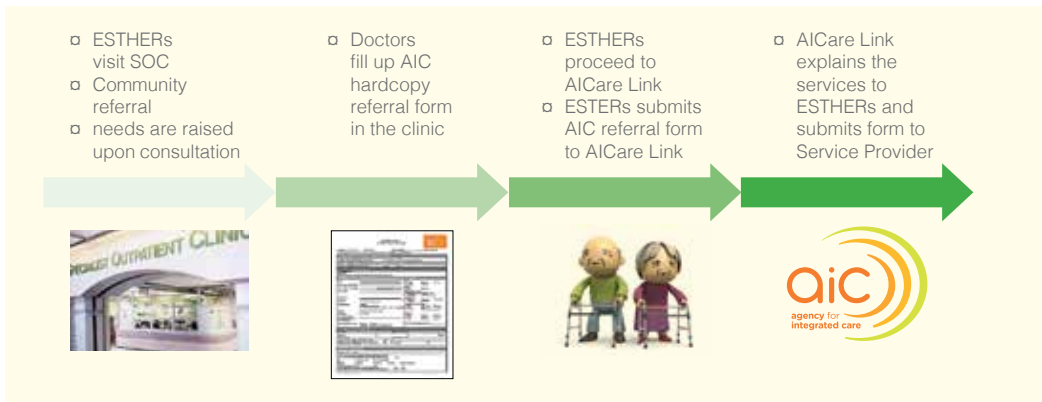 ¤ ESTHERs
visit SOC
¤ Community
referral
¤ needs are raised
upon consultation
¤ Doctors
fill up AIC
hardcopy
referral form
in the clinic
¤ ESTHERs
proceed to
AICare Link
¤ ESTERs submits
AIC referral form
to AICare Link
¤ AICare Link
explains the
services to
ESTHERs and
submits form to
Service Provider
OUTPATIENT CLINIC
aic
agency for
integrated care